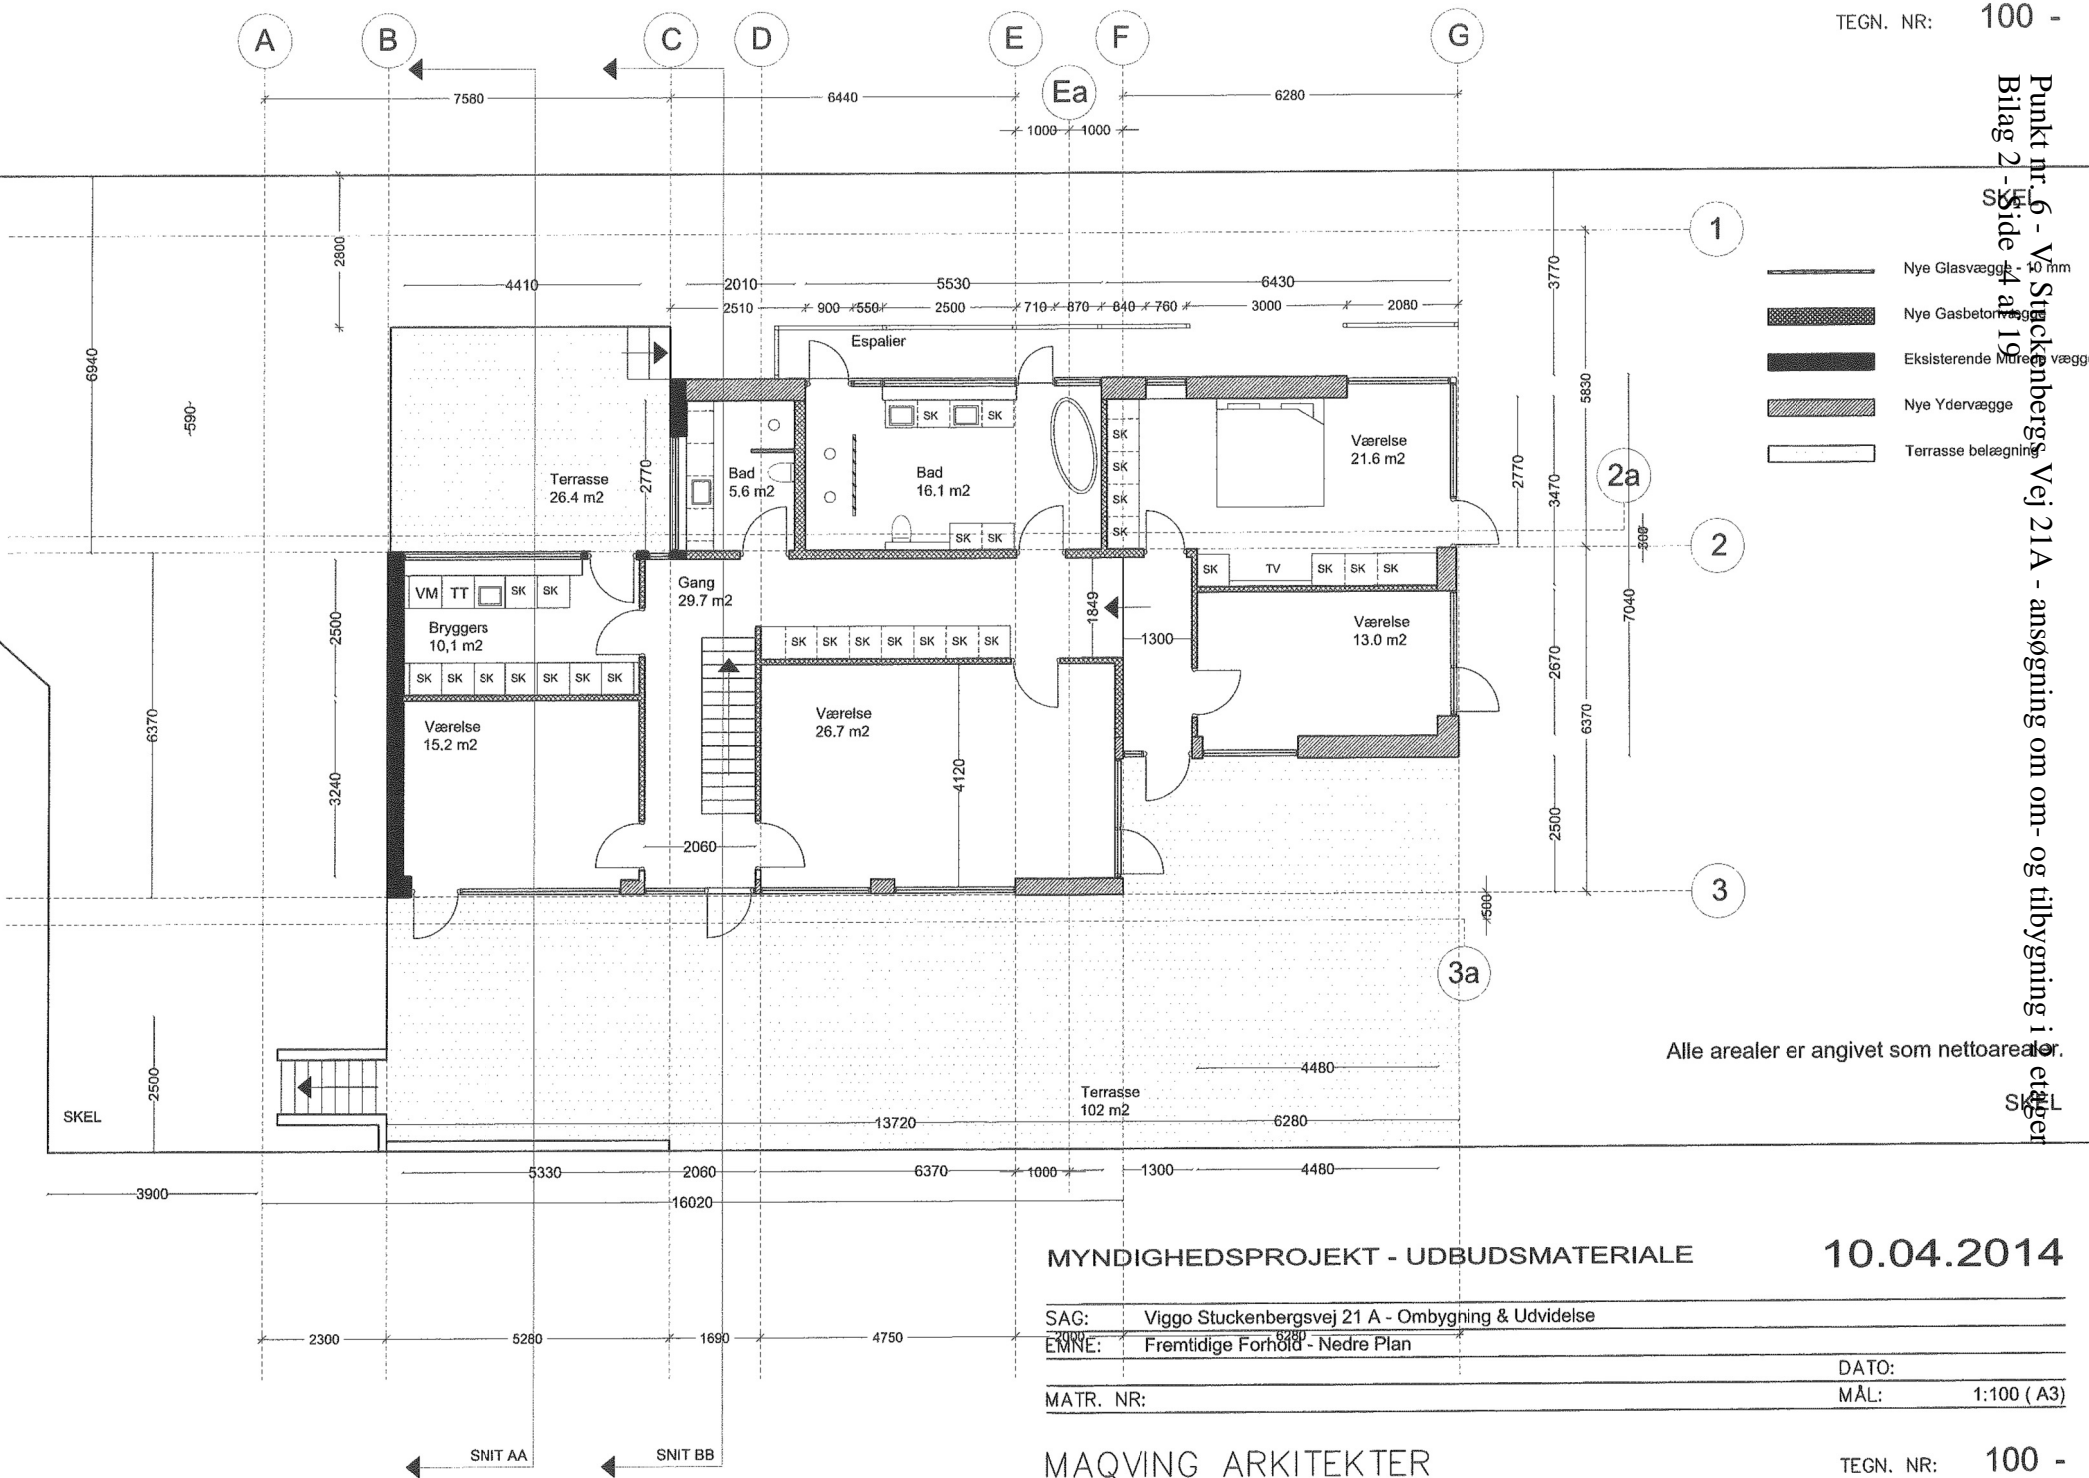 TEGN. NR: 100 -
A
B
C
D
E
F
G
Ea
7580
6440
6280
1000
1000
Punkt nr. 6 - V. Stuckenbergs Vej 21A - ansøgning om om- og tilbygning i 2 etager
Bilag 2 - Side -4 af 19
SKEL
1
2800
6940
590
4410
2010
5530
6430
2510
900
550
2500
710
870
840
760
3000
2080
3770
5830
Nye Glasvægge - 10 mm
Nye Gasbetonvægge
Eksisterende Murede vægge
Nye Ydervægge
Terrasse belægning
Espalier
SK
SK
SK
SK
SK
SK
Værelse
21.6 m2
Terrasse
26.4 m2
2770
Bad
5.6 m2
Bad
16.1 m2
SK
SK
2770
3470
2a
300
2
VM
TT
SK
SK
Gang
29.7 m2
SK
TV
SK
SK
SK
Bryggers
10,1 m2
2500
1849
1300
Værelse
13.0 m2
7040
SK
SK
SK
SK
SK
SK
SK
SK
SK
SK
SK
SK
SK
SK
2670
6370
6370
Værelse
15.2 m2
Værelse
26.7 m2
3240
4120
2060
2500
3
500
3a
Alle arealer er angivet som nettoarealer.
4480
2500
SKEL
Terrasse
102 m2
SKEL
13720
6280
5330
2060
6370
1000
1300
4480
3900
16020
MYNDIGHEDSPROJEKT - UDBUDSMATERIALE 10.04.2014
SAG: Viggo Stuckenbergsvej 21 A - Ombygning & Udvidelse
2300
5280
1690
4750
2000
6280
EMNE: Fremtidige Forhold - Nedre Plan
DATO:
MATR. NR:
MÅL: 1:100 ( A3)
SNIT AA
SNIT BB
MAQVING ARKITEKTER
TEGN. NR: 100 -